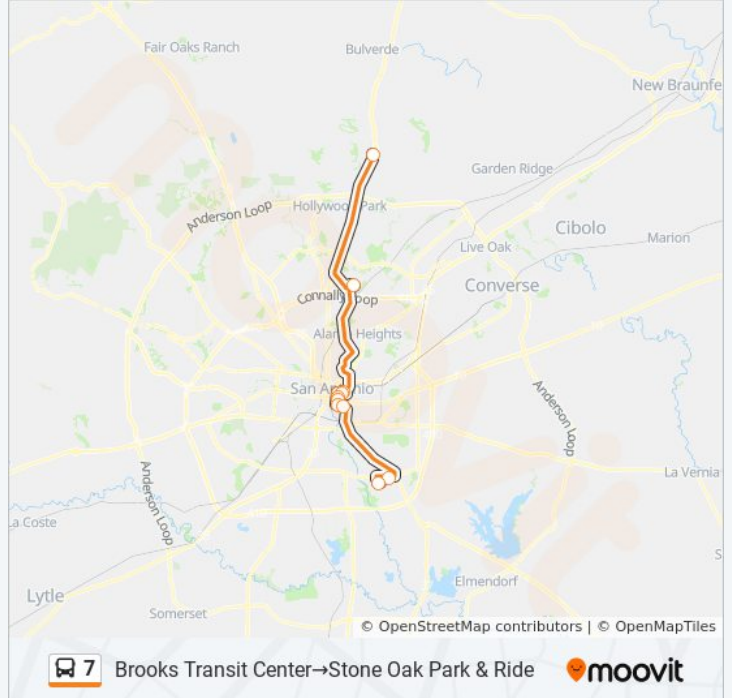 Fair Oaks Ranch
Bulverde
New Braunfe
Garden Ridge
Anderson Loop
Hollywood Park
Cibolo
Marion
Live Oak
Converse
Connally Loop
Alamo Heights
San Antonio
Anderson Loop
La Vernia
Anderson Loop
a Coste
S
Elmendorf
Lytle
Somerset
© OpenStreetMap contributors | © OpenMapTiles
7 Brooks Transit Center→Stone Oak Park & Ride moovit